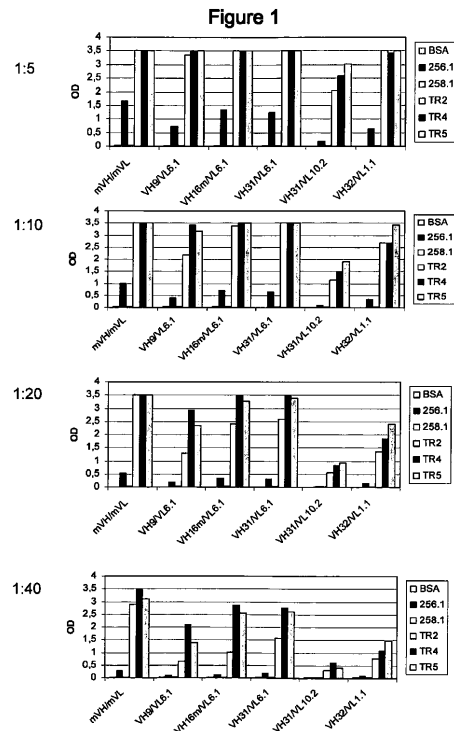 Figure 1
1:5
OD
4
3,5
3
2,5
2
1,5
1
0,5
0
mVH/mVL
VH9/VL6.1
VH16m/VL6.1
VH31/VL6.1
VH31/VL10.2
VH32/VL1.1
BSA
256.1
258.1
TR2
TR4
TR5
1:10
OD
4
3,5
3
2,5
2
1,5
1
0,5
0
mVH/mVL
VH9/VL6.1
VH16m/VL6.1
VH31/VL6.1
VH31/VL10.2
VH32/VL1.1
BSA
256.1
258.1
TR2
TR4
TR5
1:20
OD
4
3,5
3
2,5
2
1,5
1
0,5
0
mVH/mVL
VH9/VL6.1
VH16m/VL6.1
VH31/VL6.1
VH31/VL10.2
VH32/VL1.1
BSA
256.1
258.1
TR2
TR4
TR5
1:40
OD
4
3,5
3
2,5
2
1,5
1
0,5
0
mVH/mVL
VH9/VL6.1
VH16m/VL6.1
VH31/VL6.1
VH31/VL10.2
VH32/VL1.1
BSA
256.1
258.1
TR2
TR4
TR5